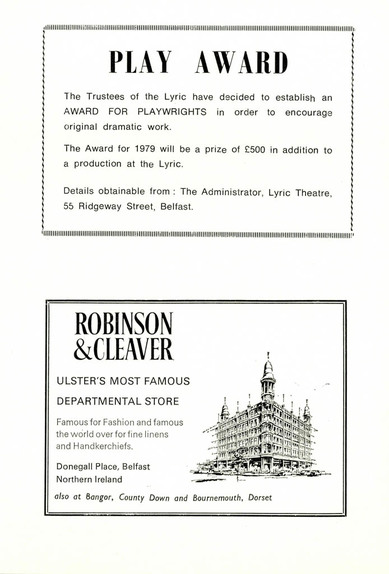 PLAY AWARD
The Trustees of the Lyric have decided to establish an
AWARD FOR PLAYWRIGHTS in order to encourage
original dramatic work.
The Award for 1979 will be a prize of £500 in addition to
a production at the Lyric.
Details obtainable from : The Administrator, Lyric Theatre,
55 Ridgeway Street, Belfast.
ROBINSON
&CLEAVER
ULSTER'S MOST FAMOUS
DEPARTMENTAL STORE
Famous for Fashion and famous
the world over for fine linens
and Handkerchiefs.
Donegall Place, Belfast
Northern Ireland
also at Bangor, County Down and Bournemouth, Dorset